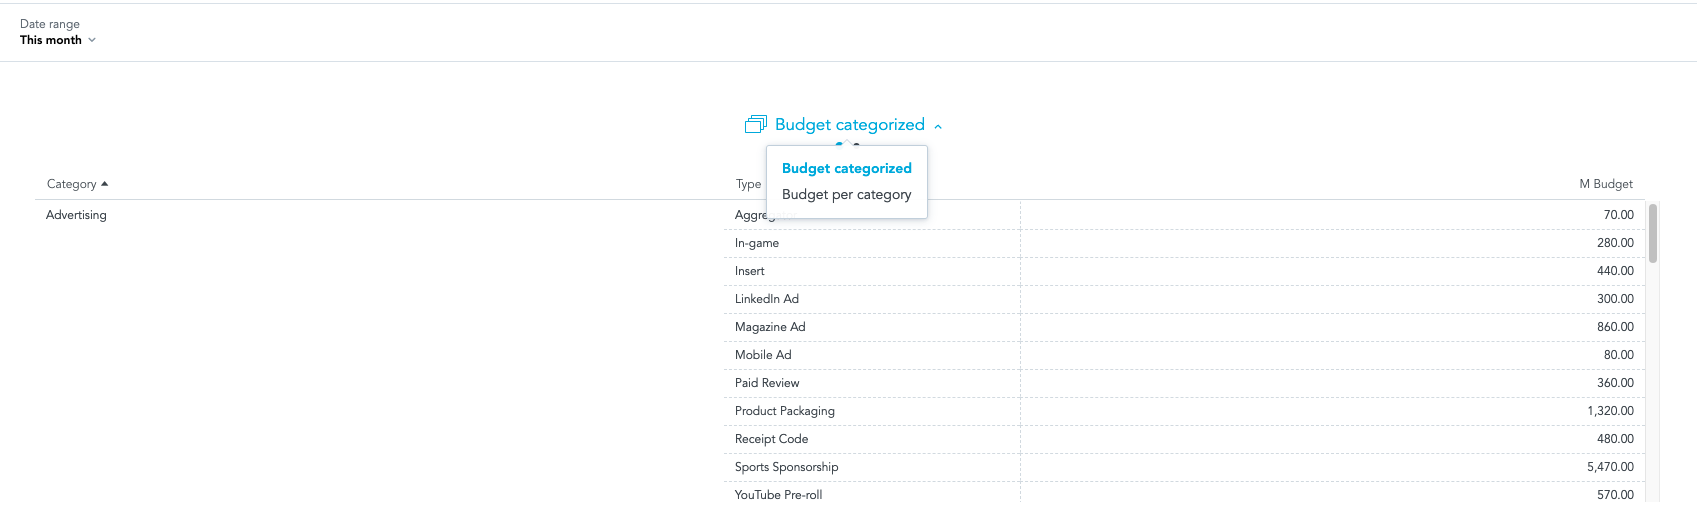 Date range
This month
Budget categorized
Budget categorized
Budget per category
Category Type M Budget
Advertising 70.00
In-game 280.00
Insert 440.00
LinkedIn Ad 300.00
Magazine Ad 860.00
Mobile Ad 80.00
Paid Review 360.00
Product Packaging 1,320.00
Receipt Code 480.00
Sports Sponsorship 5,470.00
YouTube Pre-roll 570.00